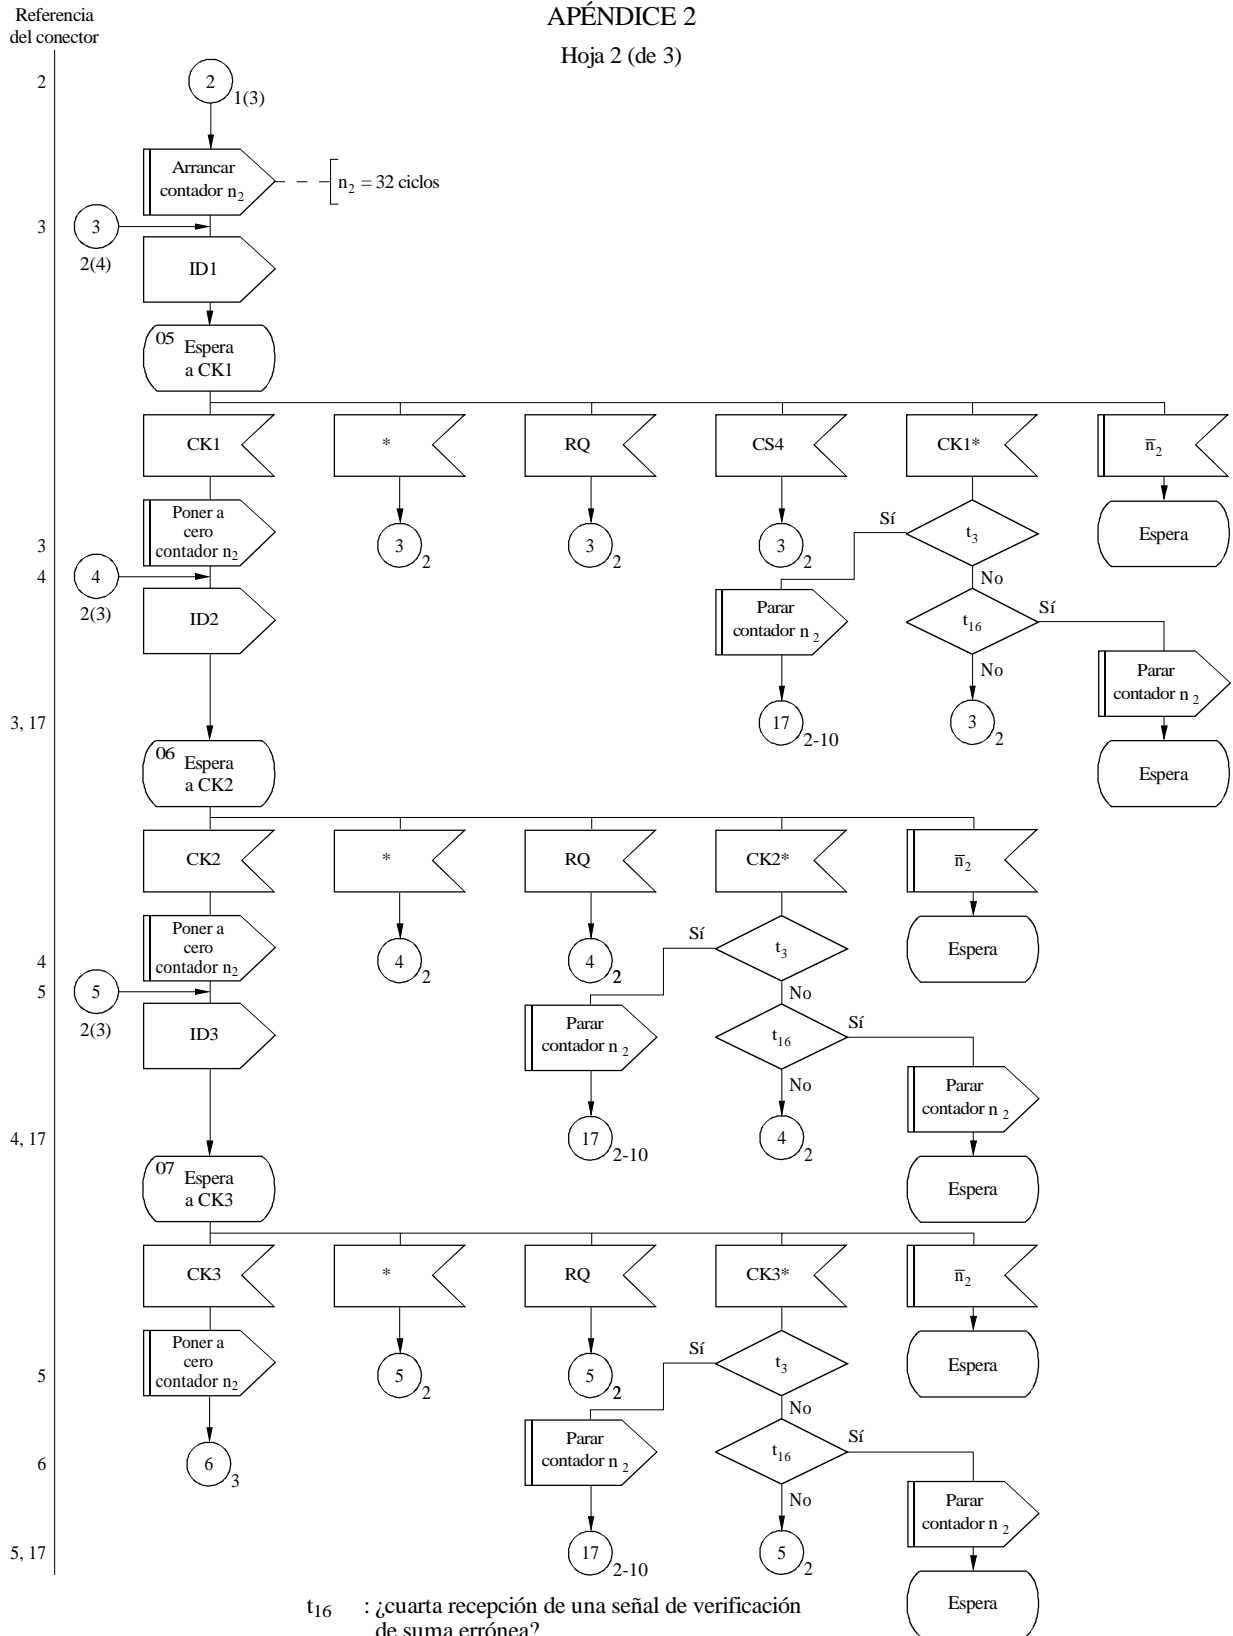 Referencia
del conector
APÉNDICE 2
Hoja 2 (de 3)
2
2
1(3)
Arrancar
contador n2
n2 = 32 ciclos
3
3
2(4)
ID1
05
Espera
a CK1
CK1
*
RQ
CS4
CK1*
n̅2
Poner a
cero
contador n2
3
3
2
3
2
3
2
Sí
t3
No
Espera
4
4
2(3)
ID2
Parar
contador n2
t16
Sí
No
Parar
contador n2
3, 17
17
2-10
3
2
Espera
06
Espera
a CK2
CK2
*
RQ
CK2*
n̅2
Poner a
cero
contador n2
4
4
2
4
2
Sí
t3
No
Espera
5
5
2(3)
ID3
Parar
contador n2
t16
Sí
No
Parar
contador n2
4, 17
17
2-10
4
2
Espera
07
Espera
a CK3
CK3
*
RQ
CK3*
n̅2
Poner a
cero
contador n2
5
5
2
5
2
Sí
t3
No
Espera
6
6
3
Parar
contador n2
t16
Sí
No
Parar
contador n2
5, 17
17
2-10
5
2
Espera
t16 : ¿cuarta recepción de una señal de verificación
de suma errónea?